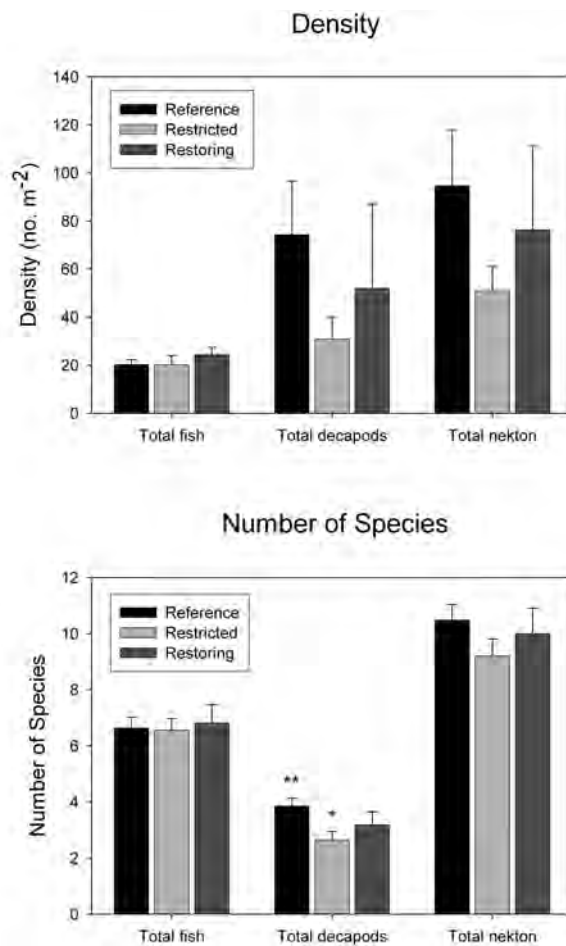 Density
140
120
100
80
60
40
20
0
Density (no. m-2)
Reference
Restricted
Restoring
Total fish Total decapods Total nekton
Number of Species
12
10
8
6
4
2
0
Number of Species
Reference
Restricted
Restoring
**
*
Total fish Total decapods Total nekton